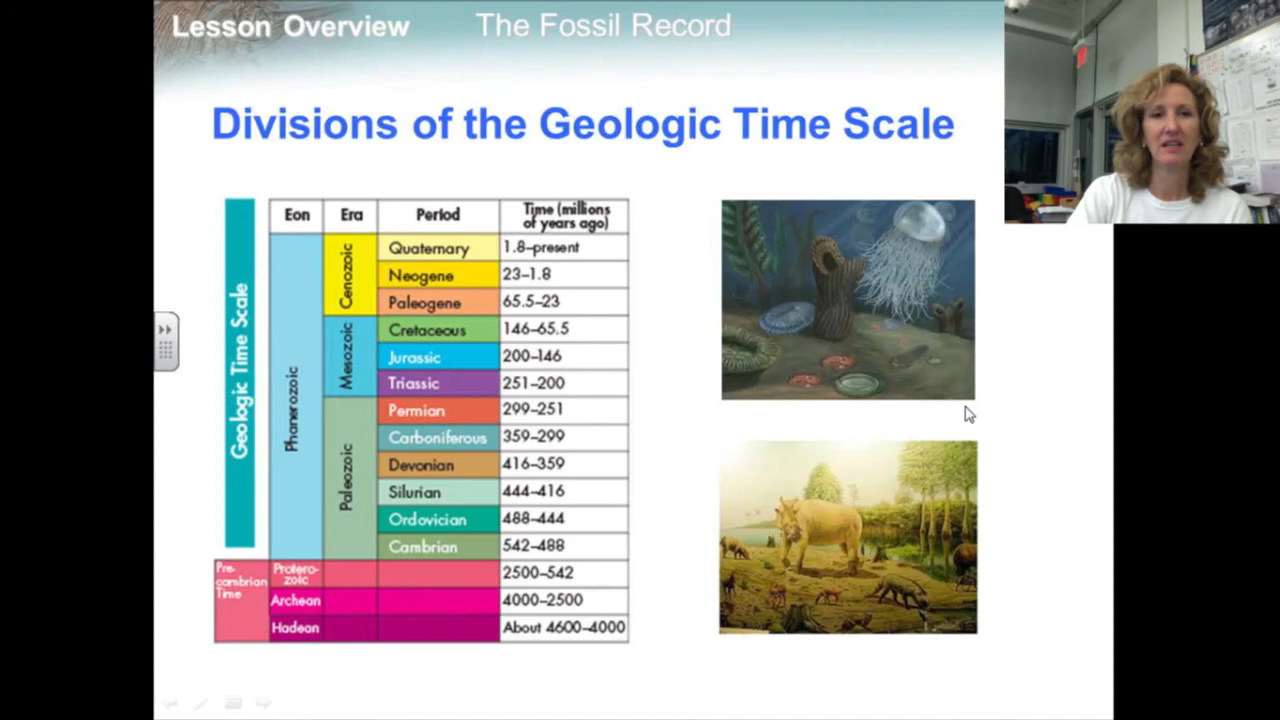 Lesson Overview The Fossil Record
Divisions of the Geologic Time Scale
Geologic Time Scale
Eon Era Period Time (millions
of years ago)
Phanerozoic
Cenozoic
Quaternary 1.8–present
Neogene 23–1.8
Paleogene 65.5–23
Mesozoic
Cretaceous 146–65.5
Jurassic 200–146
Triassic 251–200
Paleozoic
Permian 299–251
Carboniferous 359–299
Devonian 416–359
Silurian 444–416
Ordovician 488–444
Cambrian 542–488
Pre-
cambrian
Time
Protero-
zoic 2500–542
Archean 4000–2500
Hadean About 4600–4000